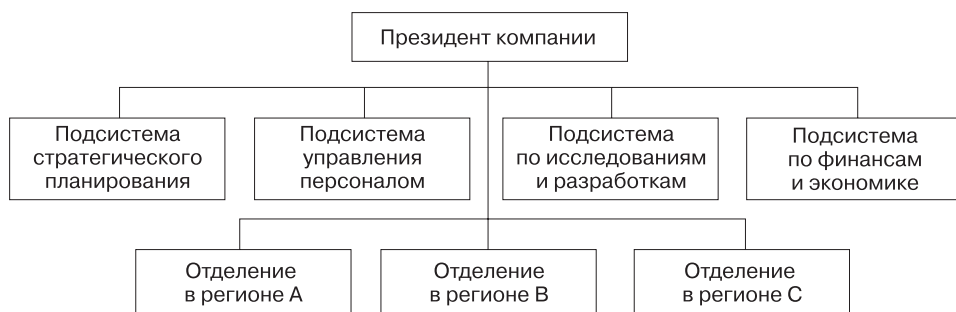 Президент компании
Подсистема
стратегического
планирования
Подсистема
управления
персоналом
Подсистема
по исследованиям
и разработкам
Подсистема
по финансам
и экономике
Отделение
в регионе А
Отделение
в регионе В
Отделение
в регионе С